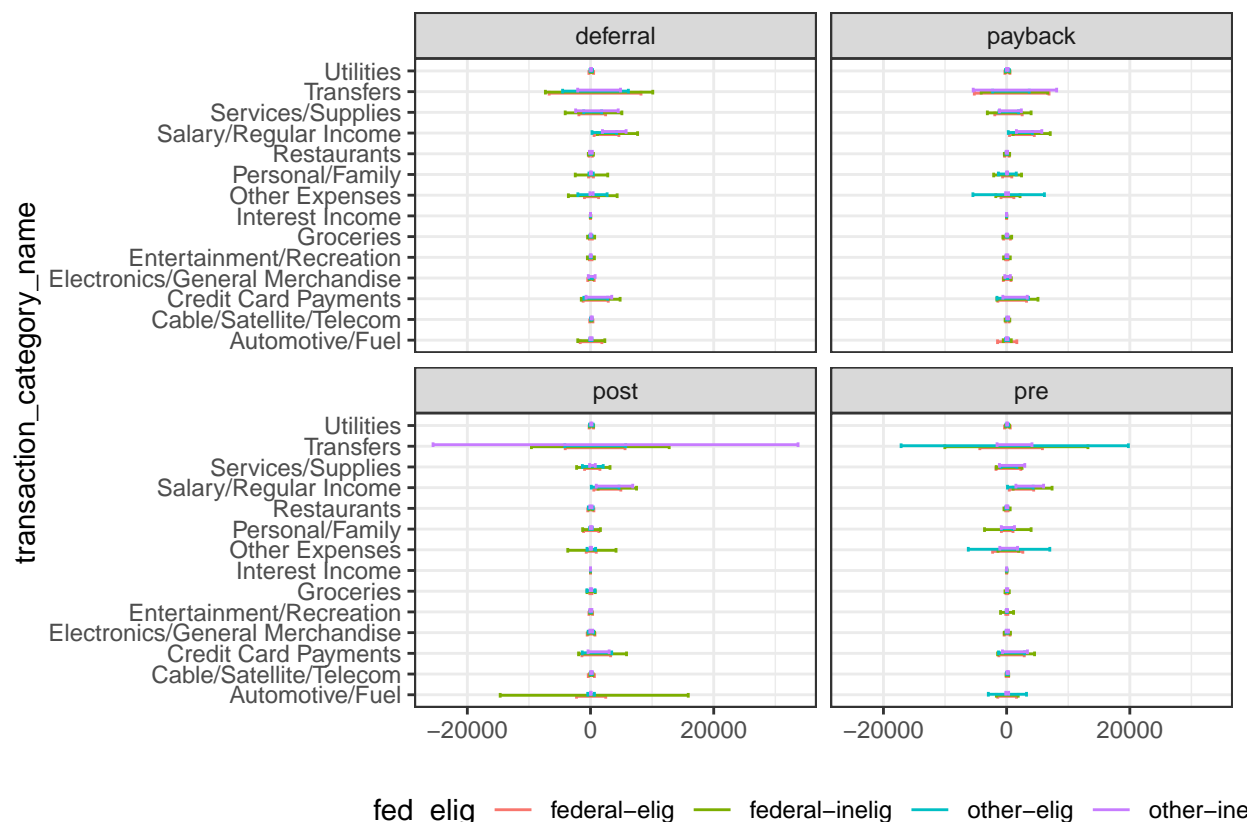 deferral payback
Utilities
Transfers
Services/Supplies
Salary/Regular Income
Restaurants
Personal/Family
Other Expenses
Interest Income
Groceries
Entertainment/Recreation
Electronics/General Merchandise
Credit Card Payments
Cable/Satellite/Telecom
Automotive/Fuel
transaction_category_name
post pre
Utilities
Transfers
Services/Supplies
Salary/Regular Income
Restaurants
Personal/Family
Other Expenses
Interest Income
Groceries
Entertainment/Recreation
Electronics/General Merchandise
Credit Card Payments
Cable/Satellite/Telecom
Automotive/Fuel
−20000 0 20000 −20000 0 20000
fed_elig federal−elig federal−inelig other−elig other−ine